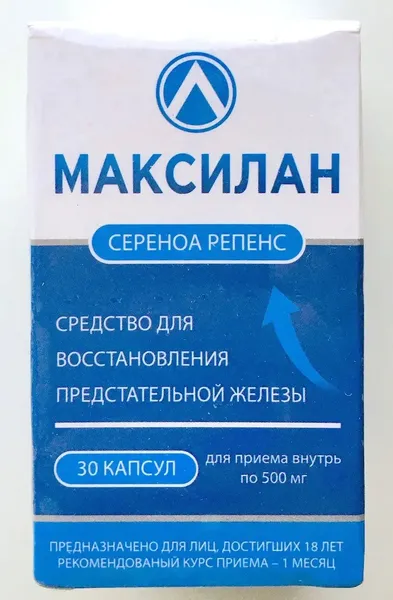 МАКСИЛАН
СЕРЕНОА РЕПЕНС
СРЕДСТВО ДЛЯ
ВОССТАНОВЛЕНИЯ
ПРЕДСТАТЕЛЬНОЙ ЖЕЛЕЗЫ
30 КАПСУЛ
для приема внутрь
по 500 мг
ПРЕДНАЗНАЧЕНО ДЛЯ ЛИЦ, ДОСТИГШИХ 18 ЛЕТ
РЕКОМЕНДОВАНЫЙ КУРС ПРИЕМА – 1 МЕСЯЦ